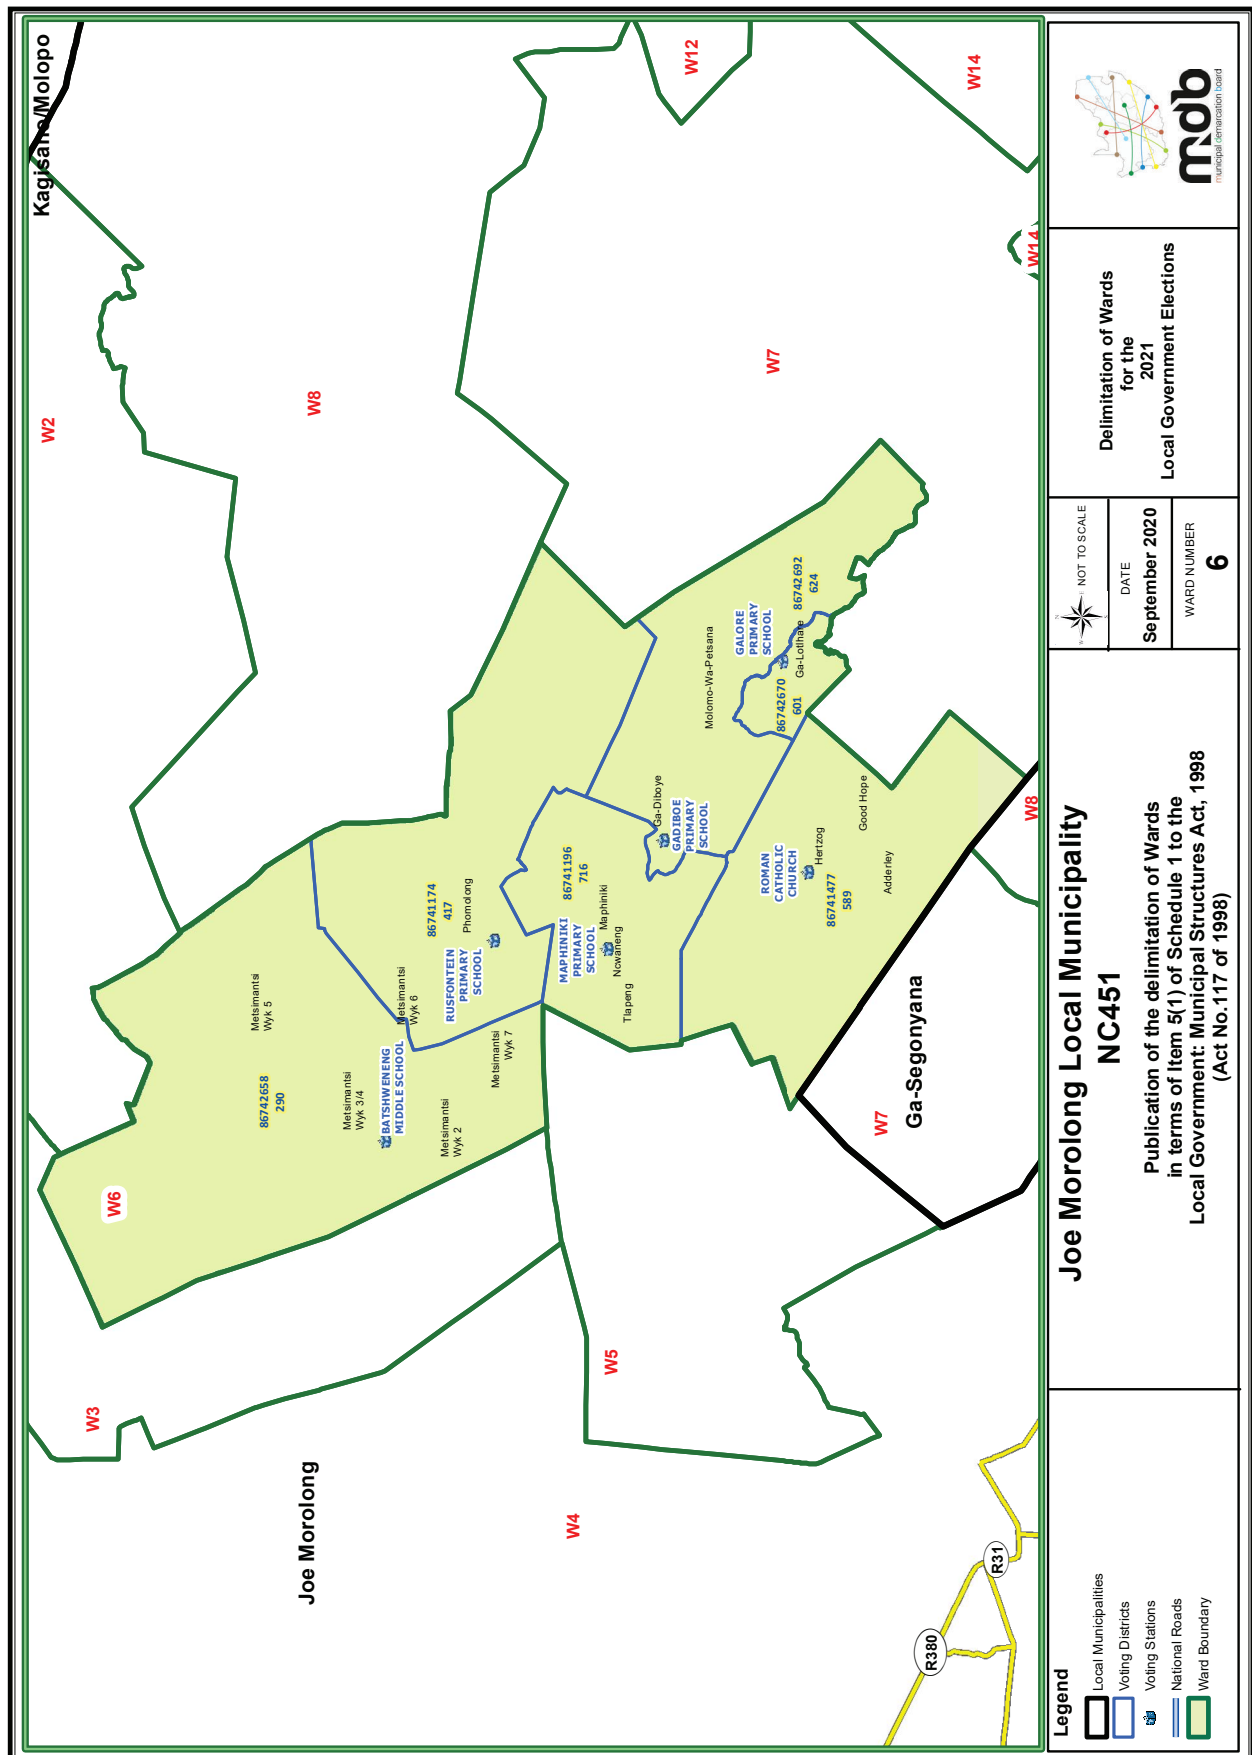 Kagisano/Molopo
W2
W8
W12
W14
W7
W14
W6
W3
Joe Morolong
W4
W5
W7
Ga-Segonyana
W8
Metsimantsi
Wyk 5
86742658
290
Metsimantsi
Wyk 3/4
BATSHWENENG
MIDDLE SCHOOL
Metsimantsi
Wyk 2
Metsimantsi
Wyk 6
Metsimantsi
Wyk 7
86741174
417
Phomolong
RUSFONTEIN
PRIMARY
SCHOOL
86741196
716
MAPHINIKI
PRIMARY
SCHOOL
Maphiniki
Ncwaneng
Tlapeng
Ga-Diboye
GADIBOE
PRIMARY
SCHOOL
Molomo-Wa-Petsana
GALORE
PRIMARY
SCHOOL
86742692
624
Ga-Lotlhare
86742670
601
ROMAN
CATHOLIC
CHURCH
Hertzog
86741477
589
Good Hope
Adderley
R380
R31
Legend
Local Municipalities
Voting Districts
Voting Stations
National Roads
Ward Boundary
Joe Morolong Local Municipality
NC451
Publication of the delimitation of Wards
in terms of Item 5(1) of Schedule 1 to the
Local Government: Municipal Structures Act, 1998
(Act No.117 of 1998)
N
W
E
S
NOT TO SCALE
DATE
September 2020
WARD NUMBER
6
Delimitation of Wards
for the
2021
Local Government Elections
mdb
municipal demarcation board